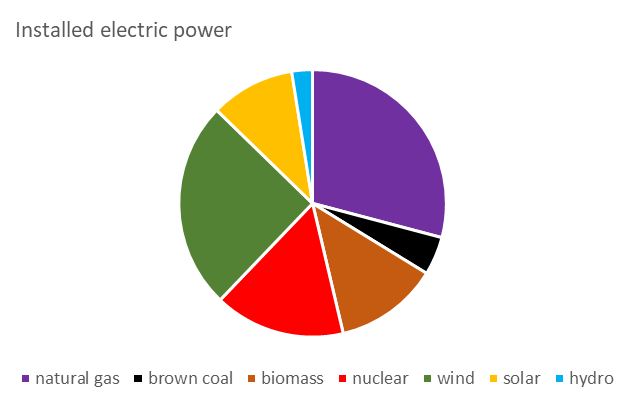 Installed electric power
natural gas brown coal biomass nuclear wind solar hydro